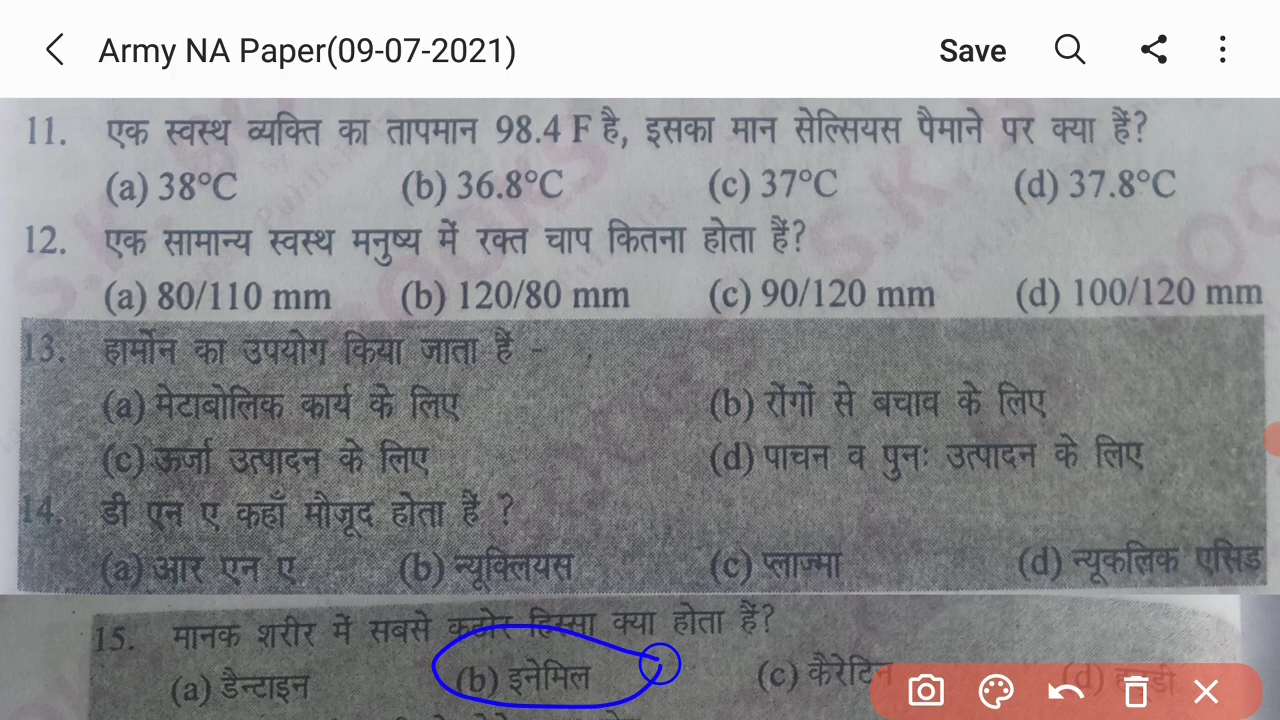 Army NA Paper(09-07-2021) Save
11. एक स्वस्थ व्यक्ति का तापमान 98.4 F है, इसका मान सेल्सियस पैमाने पर क्या हैं?
(a) 38°C (b) 36.8°C (c) 37°C (d) 37.8°C
12. एक सामान्य स्वस्थ मनुष्य में रक्त चाप कितना होता हैं?
(a) 80/110 mm (b) 120/80 mm (c) 90/120 mm (d) 100/120 mm
13. हार्मोन का उपयोग किया जाता हैं -
(a) मेटाबोलिक कार्य के लिए (b) रोंगों से बचाव के लिए
(c) ऊर्जा उत्पादन के लिए (d) पाचन व पुनः उत्पादन के लिए
14. डी एन ए कहाँ मौजूद होता हैं ?
(a) आर एन ए (b) न्यूक्लियस (c) प्लाज्मा (d) न्यूकलिक एसिड
15. मानक शरीर में सबसे कठोर हिस्सा क्या होता हैं?
(a) डैन्टाइन (b) इनेमिल (c) कैरेटिन (d)